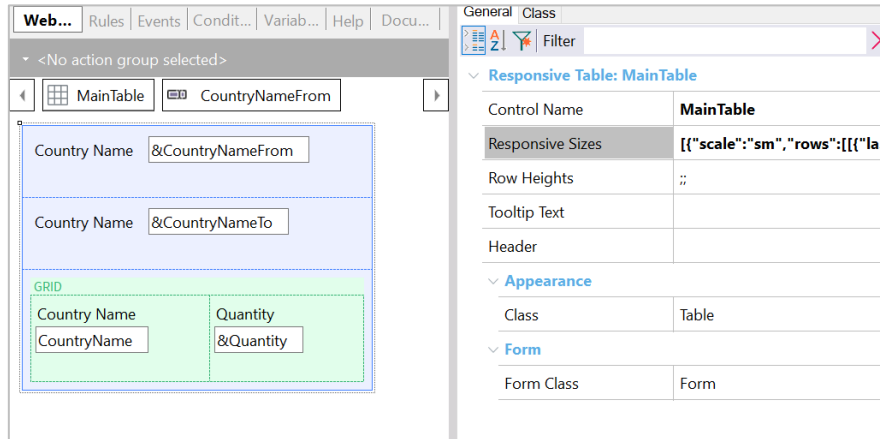 Web... Rules Events Condit... Variab... Help Docu...
<No action group selected>
MainTable CountryNameFrom
Country Name &CountryNameFrom
Country Name &CountryNameTo
GRID
Country Name Quantity
CountryName &Quantity
General Class
Filter
Responsive Table: MainTable
Control Name MainTable
Responsive Sizes [{"scale":"sm","rows":[[{"la
Row Heights ;;
Tooltip Text
Header
Appearance
Class Table
Form
Form Class Form